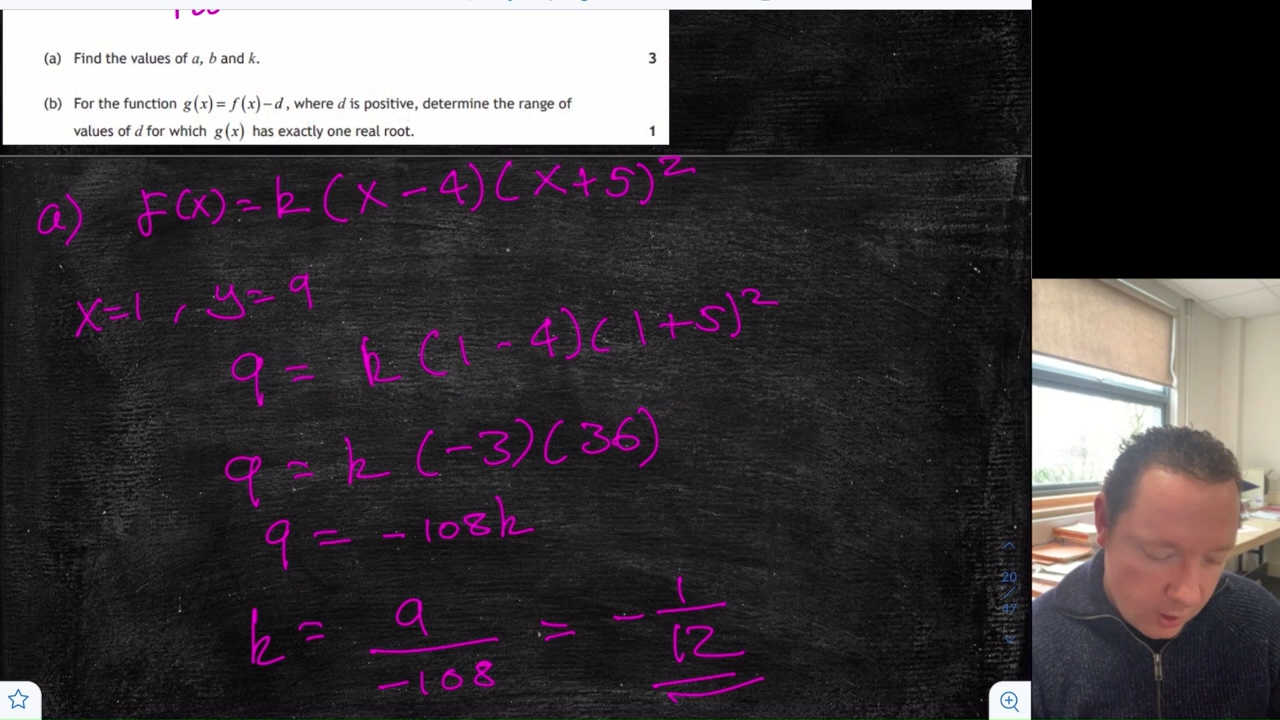 (a) Find the values of a, b and k. 3
(b) For the function g(x) = f(x) – d, where d is positive, determine the range of
values of d for which g(x) has exactly one real root. 1
a) f(x) = k(x – 4)(x + 5)²
x=1, y=9
9 = k(1 – 4)(1 + 5)²
9 = k(-3)(36)
9 = -108k
k = 9/-108 = -1/12
20
/
47